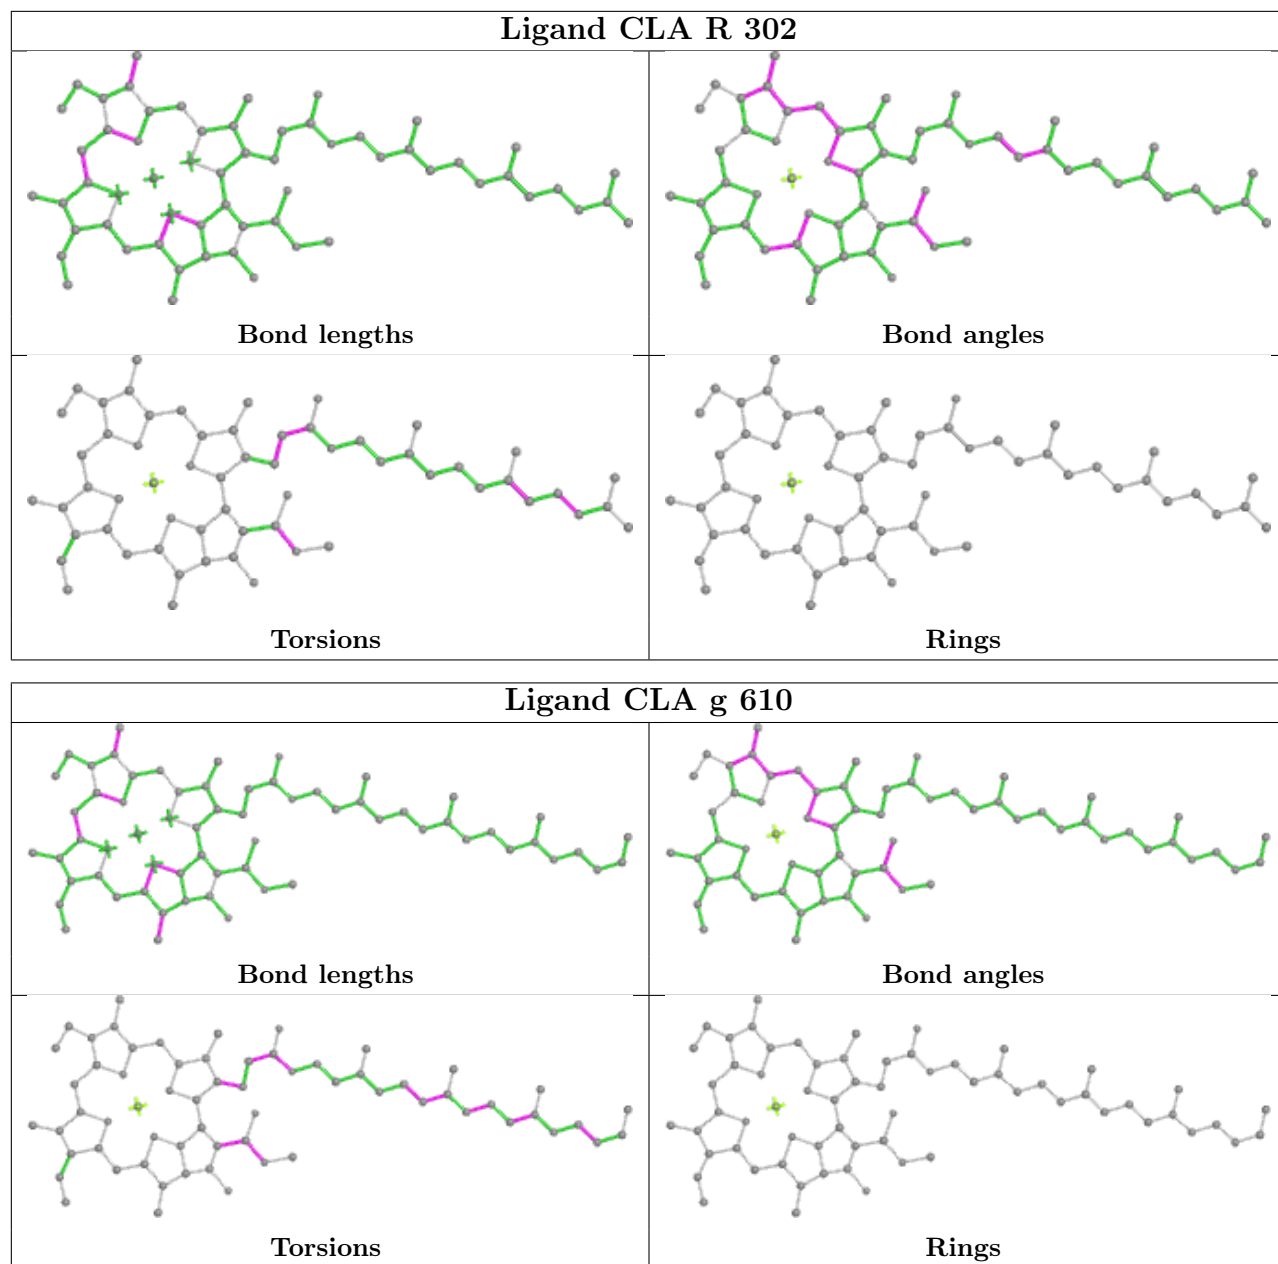 Ligand CLA R 302
Bond lengths
Bond angles
Torsions
Rings
Ligand CLA g 610
Bond lengths
Bond angles
Torsions
Rings